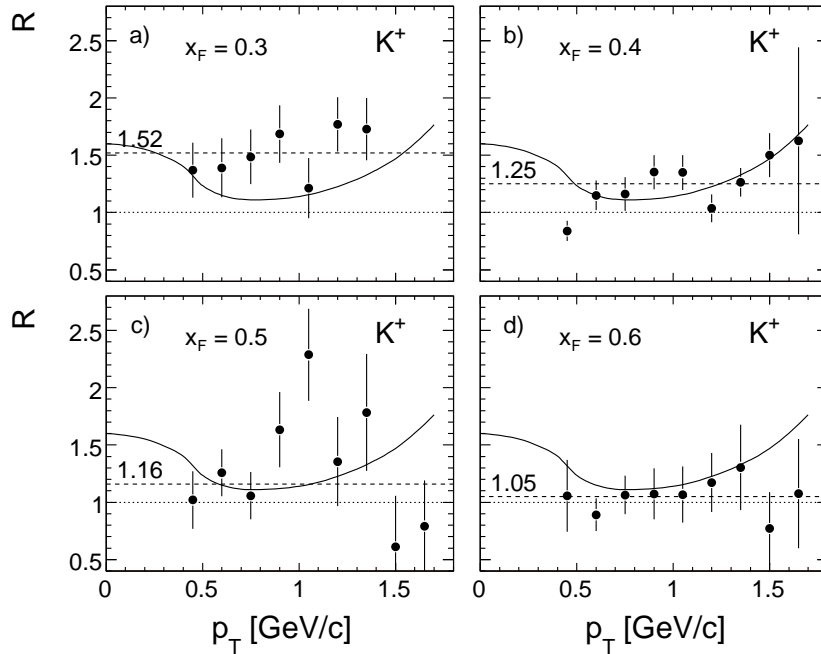 R
2.5
2
1.5
1
0.5
a)
x_F = 0.3
K⁺
1.52
b)
x_F = 0.4
K⁺
1.25
R
2.5
2
1.5
1
0.5
c)
x_F = 0.5
K⁺
1.16
d)
x_F = 0.6
K⁺
1.05
0 0.5 1 1.5
0 0.5 1 1.5
p_T [GeV/c]
p_T [GeV/c]